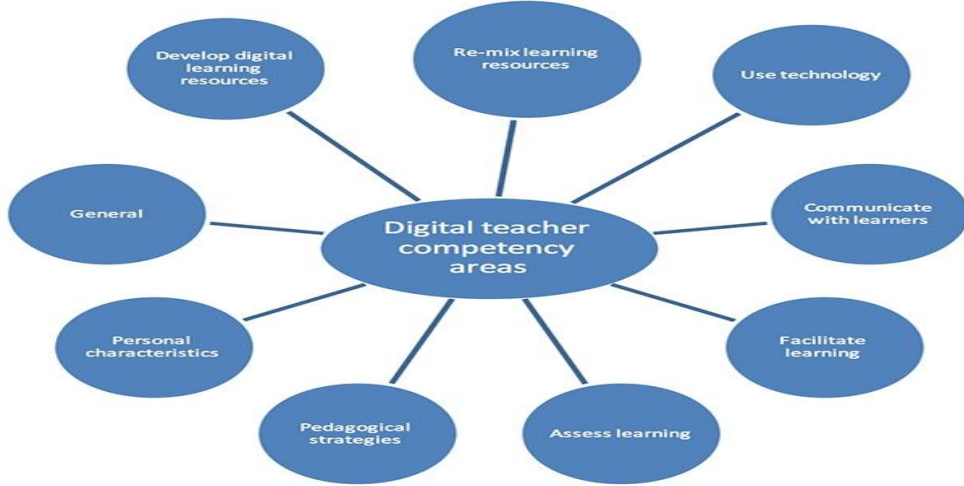 Develop digital
learning
resources
Re-mix learning
resources
Use technology
General
Digital teacher
competency
areas
Communicate
with learners
Personal
characteristics
Facilitate
learning
Pedagogical
strategies
Assess learning